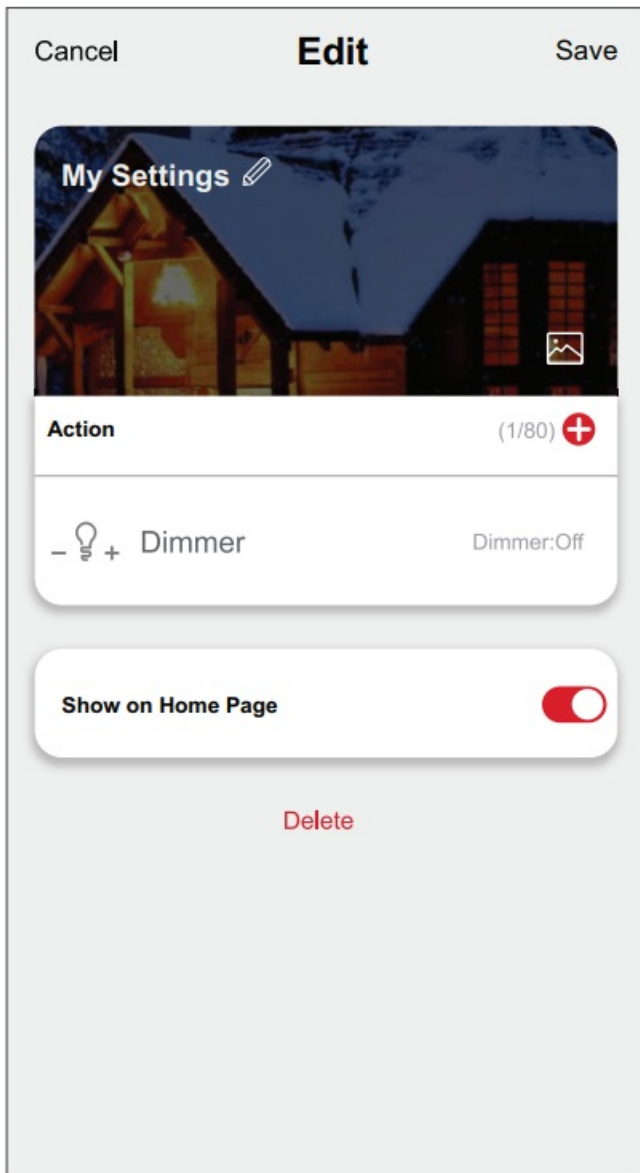 Cancel Edit Save
My Settings
Action (1/80)
Dimmer Dimmer:Off
Show on Home Page
Delete